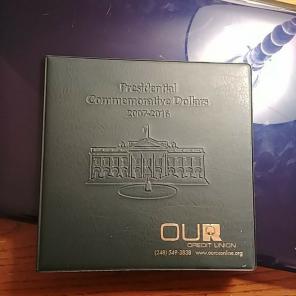 Presidential
Commemorative Dollars
2007-2016
OUR
CREDIT UNION
(248) 549-3838 www.ourcuonline.org